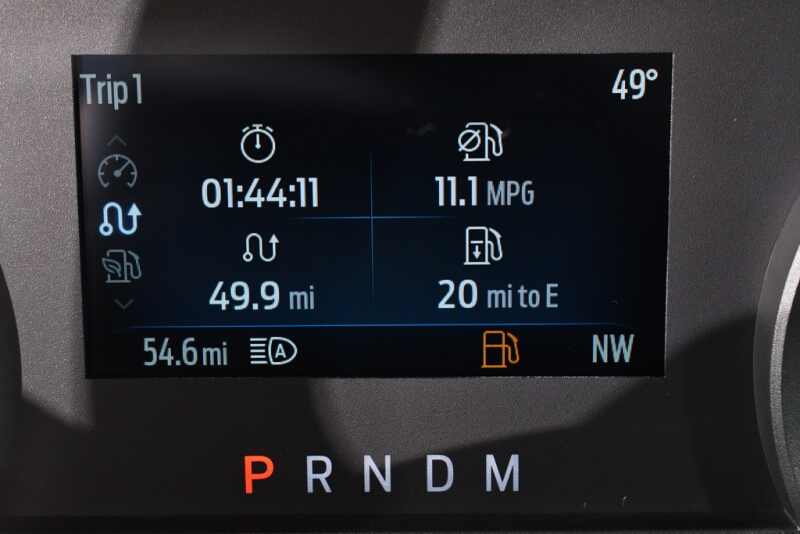 Trip 1 49°
01:44:11 11.1 MPG
49.9 mi 20 mi to E
54.6 mi A NW
P R N D M